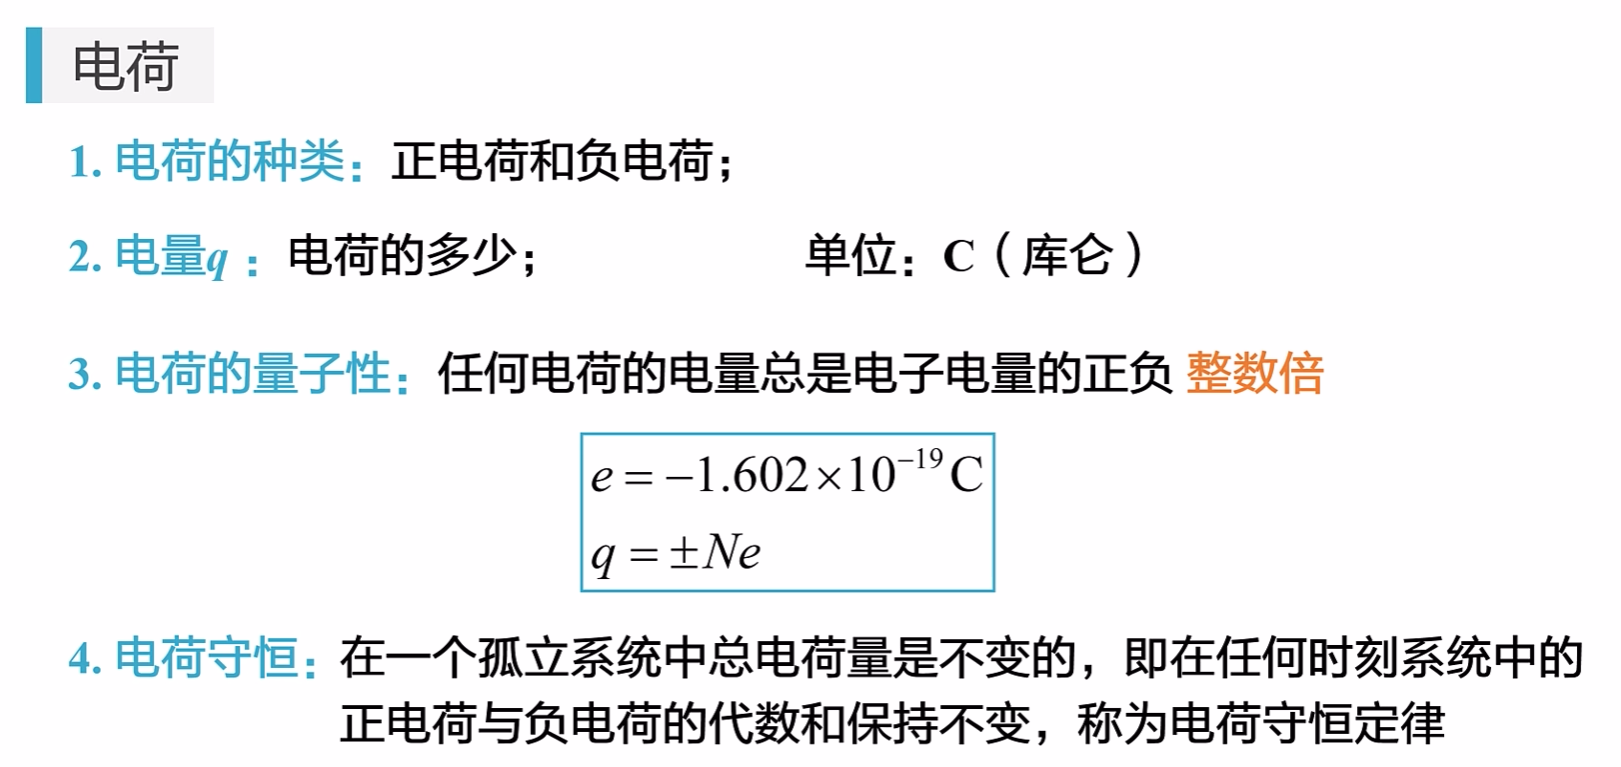 电荷
1. 电荷的种类：正电荷和负电荷；
2. 电量q：电荷的多少； 单位：C（库仑）
3. 电荷的量子性：任何电荷的电量总是电子电量的正负 整数倍
e = −1.602×10⁻¹⁹ C
q = ±Ne
4. 电荷守恒：在一个孤立系统中总电荷量是不变的，即在任何时刻系统中的
正电荷与负电荷的代数和保持不变，称为电荷守恒定律